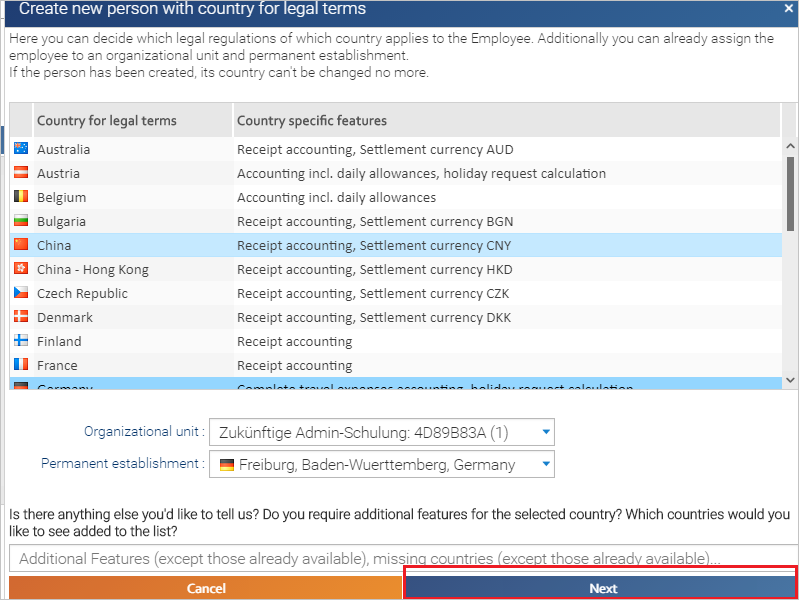 Create new person with country for legal terms ×
Here you can decide which legal regulations of which country applies to the Employee. Additionally you can already assign the
employee to an organizational unit and permanent establishment.
If the person has been created, its country can't be changed no more.
Country for legal terms Country specific features
Australia Receipt accounting, Settlement currency AUD
Austria Accounting incl. daily allowances, holiday request calculation
Belgium Accounting incl. daily allowances
Bulgaria Receipt accounting, Settlement currency BGN
China Receipt accounting, Settlement currency CNY
China - Hong Kong Receipt accounting, Settlement currency HKD
Czech Republic Receipt accounting, Settlement currency CZK
Denmark Receipt accounting, Settlement currency DKK
Finland Receipt accounting
France Receipt accounting
Germany Complete travel expenses accounting, holiday request calculation
Organizational unit : Zukünftige Admin-Schulung: 4D89B83A (1)
Permanent establishment : Freiburg, Baden-Wuerttemberg, Germany
Is there anything else you'd like to tell us? Do you require additional features for the selected country? Which countries would you
like to see added to the list?
Additional Features (except those already available), missing countries (except those already available)...
Cancel Next